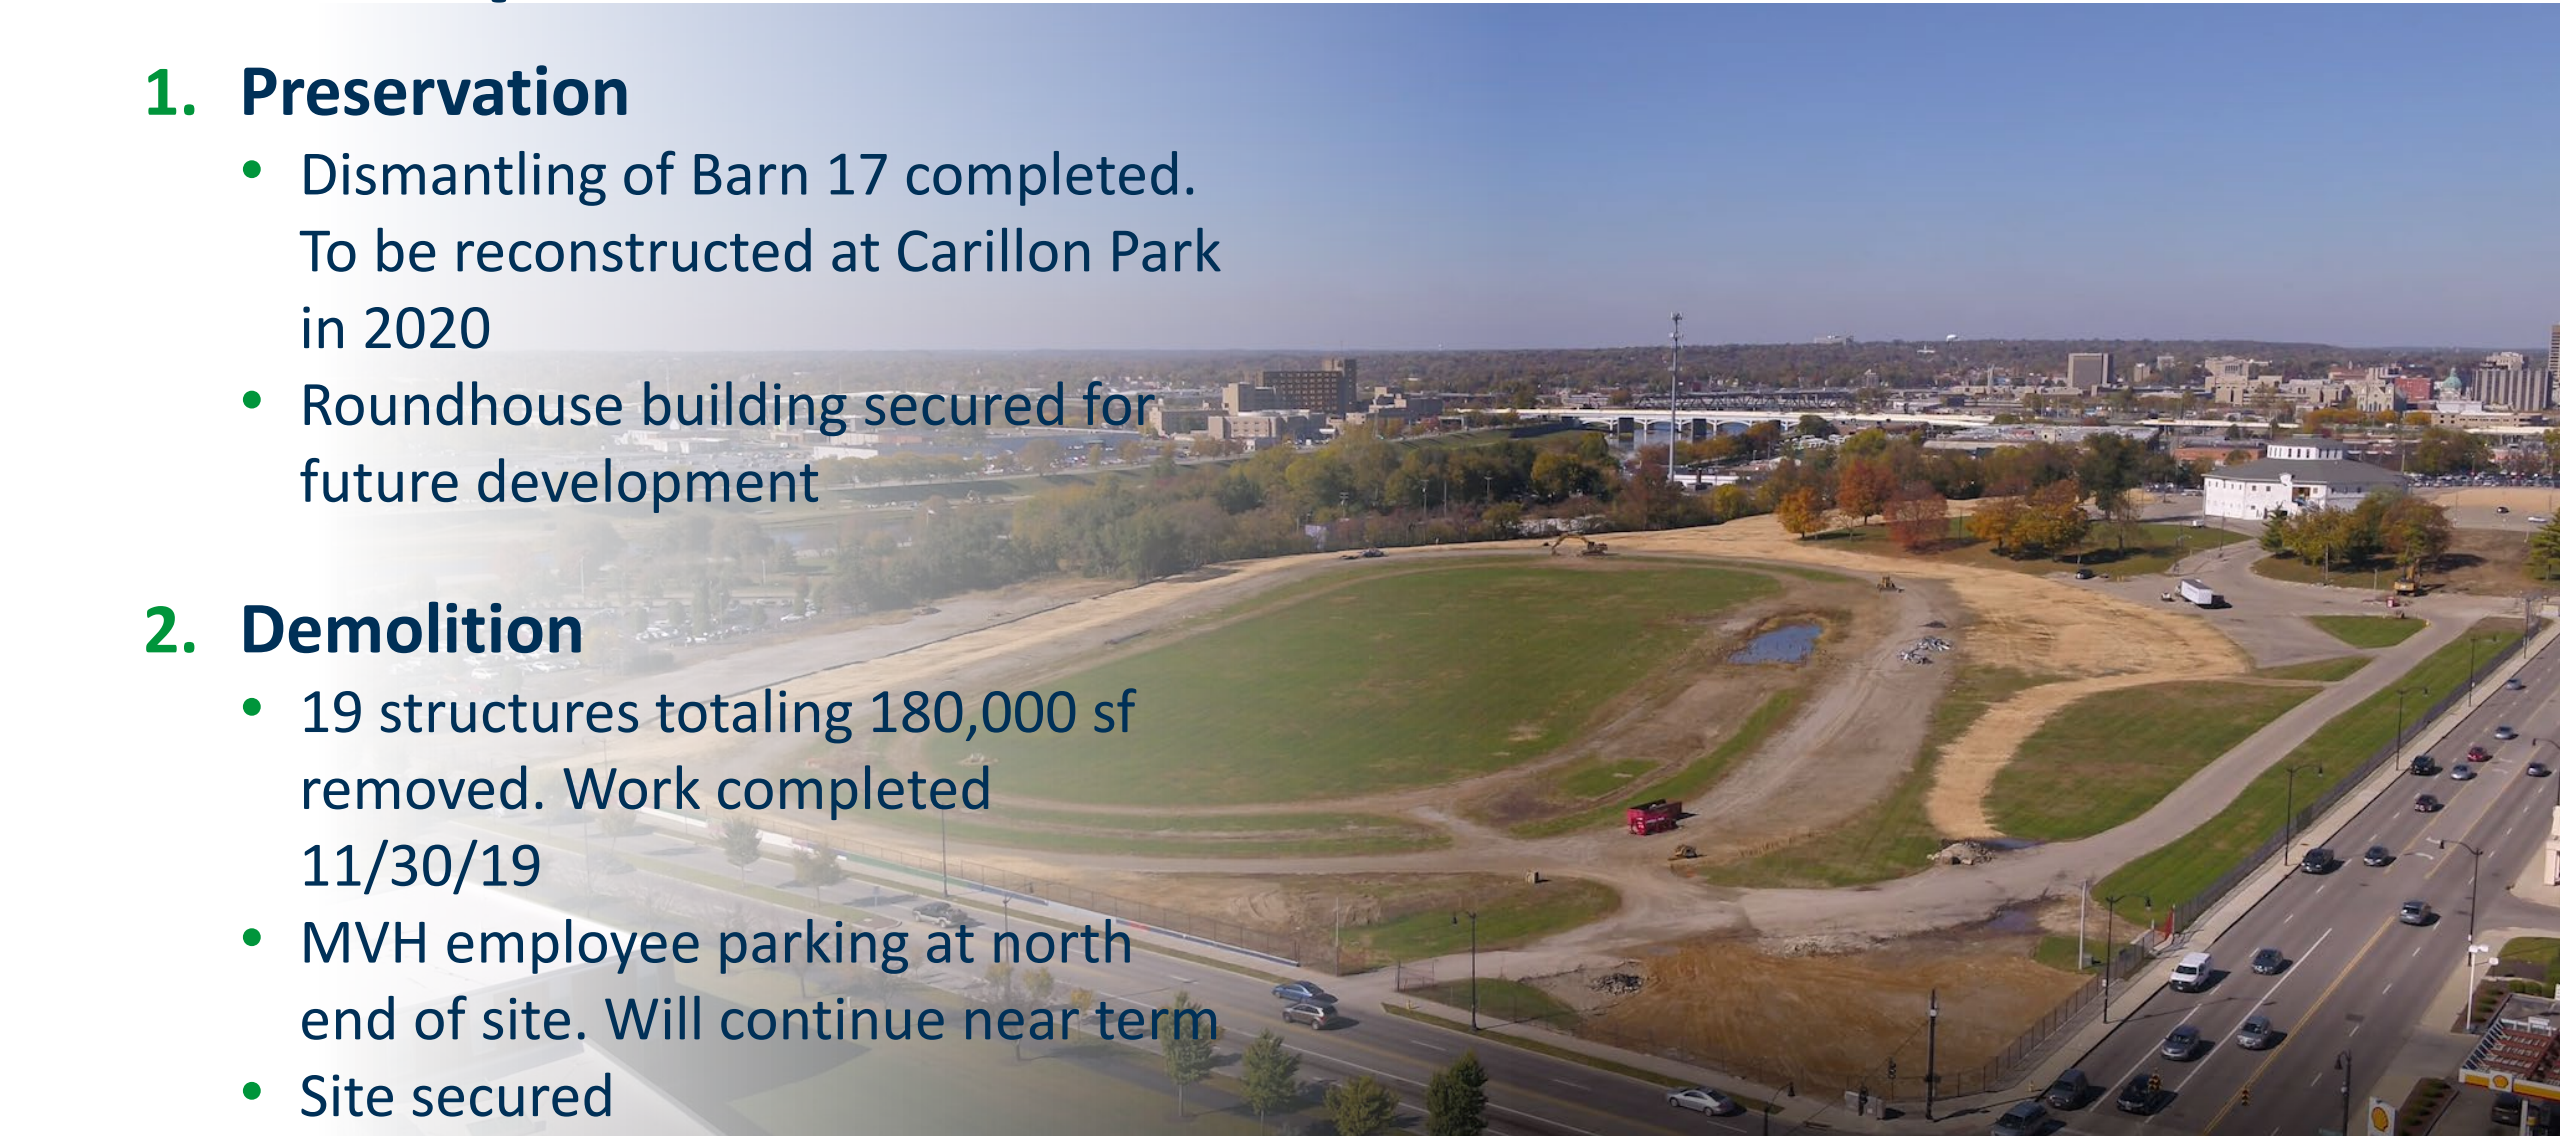 1. Preservation
• Dismantling of Barn 17 completed.
To be reconstructed at Carillon Park
in 2020
• Roundhouse building secured for
future development
2. Demolition
• 19 structures totaling 180,000 sf
removed. Work completed
11/30/19
• MVH employee parking at north
end of site. Will continue near term
• Site secured